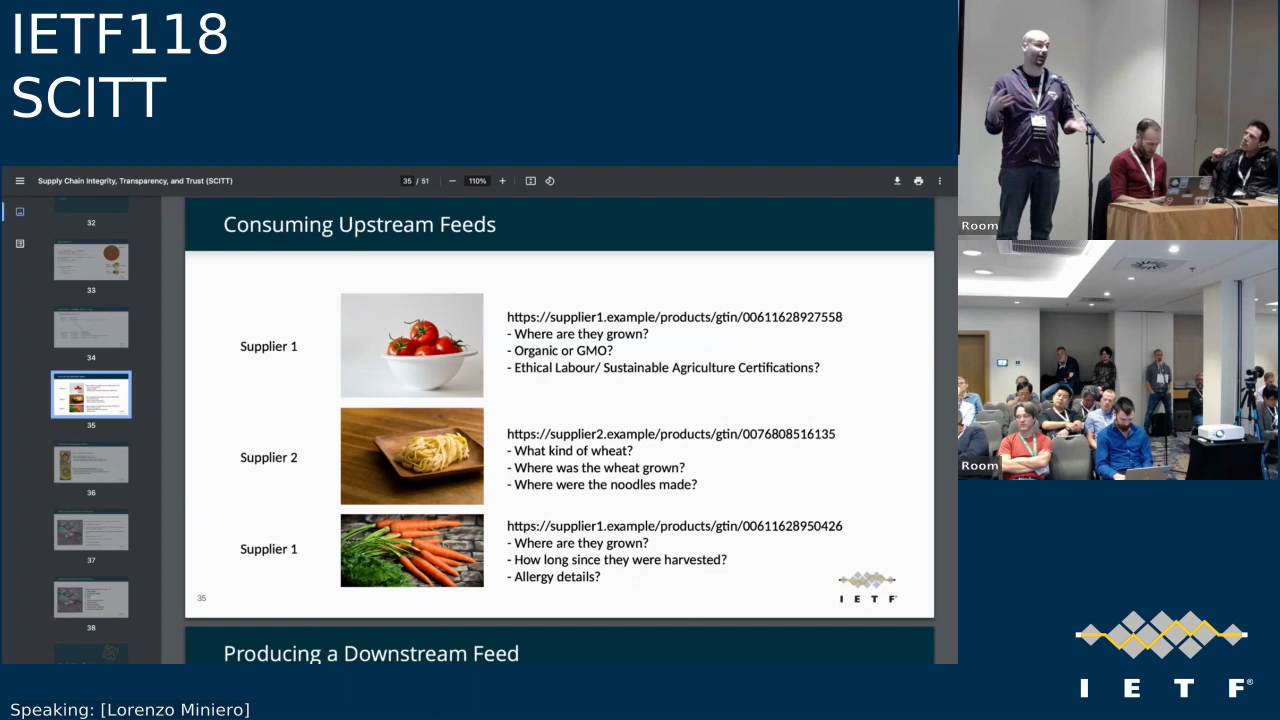 IETF118
SCITT
Supply Chain Integrity, Transparency, and Trust (SCITT)
35 / 51
110%
32
33
34
35
36
37
38
Consuming Upstream Feeds
Supplier 1
https://supplier1.example/products/gtin/00611628927558
- Where are they grown?
- Organic or GMO?
- Ethical Labour/ Sustainable Agriculture Certifications?
Supplier 2
https://supplier2.example/products/gtin/0076808516135
- What kind of wheat?
- Where was the wheat grown?
- Where were the noodles made?
Supplier 1
https://supplier1.example/products/gtin/00611628950426
- Where are they grown?
- How long since they were harvested?
- Allergy details?
35
I E T F®
Producing a Downstream Feed
Room
Room
I E T F®
Speaking: [Lorenzo Miniero]